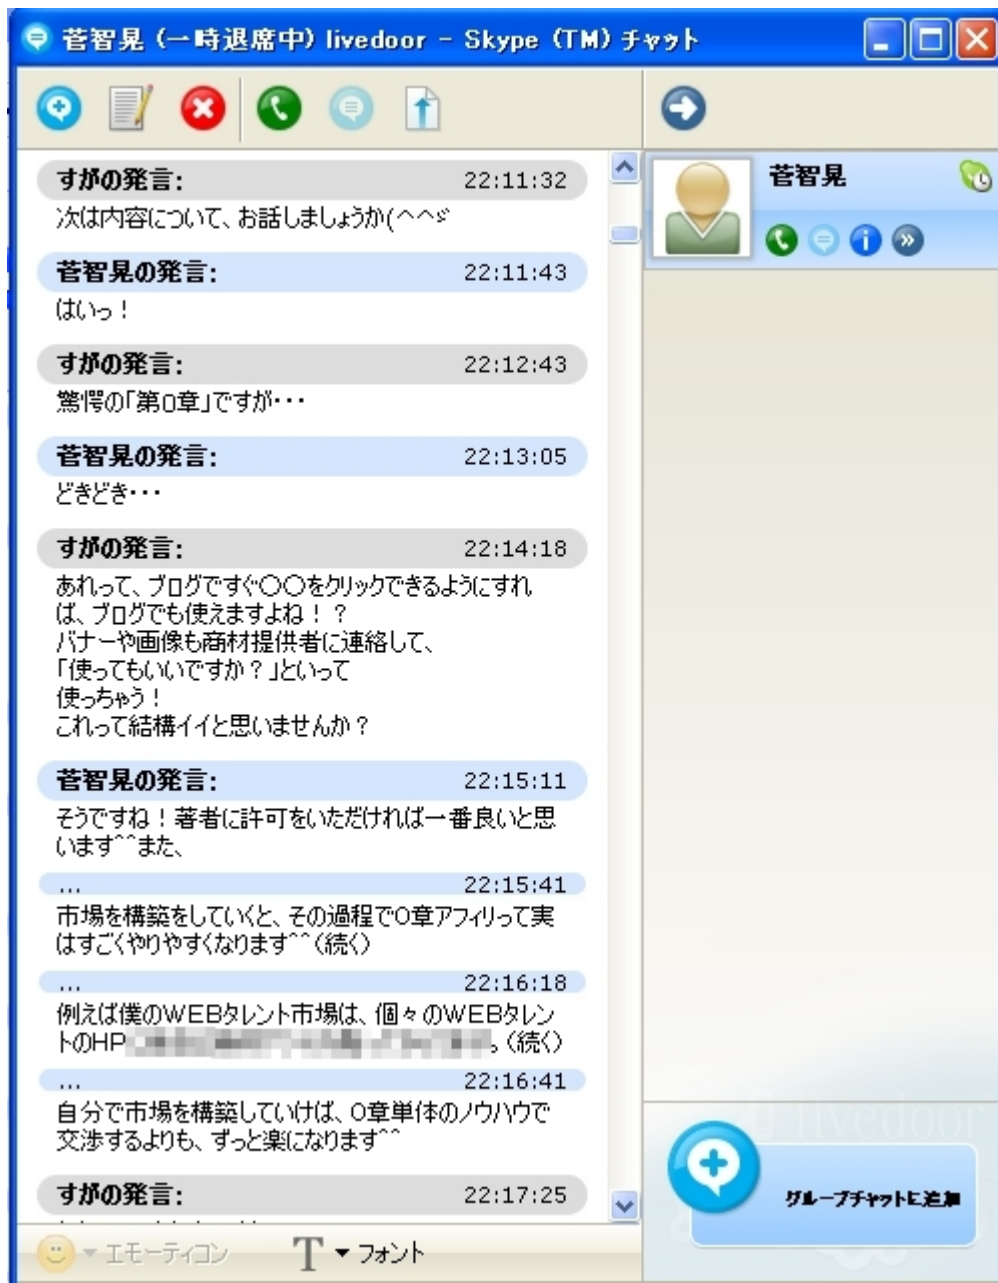 菅智晃 (一時退席中) livedoor - Skype (TM) チャット
菅智晃
すがの発言: 22:11:32
次は内容について、お話しましょうか(^^ゞ
菅智晃の発言: 22:11:43
はいっ！
すがの発言: 22:12:43
驚愕の「第0章」ですが・・・
菅智晃の発言: 22:13:05
どきどき・・・
すがの発言: 22:14:18
あれって、ブログですぐ〇〇をクリックできるようにすれ
ば、ブログでも使えますよね！？
バナーや画像も商材提供者に連絡して、
「使ってもいいですか？」といって
使っちゃう！
これって結構イイと思いませんか？
菅智晃の発言: 22:15:11
そうですね！著者に許可をいただければ一番良いと思
います^^また、
... 22:15:41
市場を構築をしていくと、その過程で0章アフィリって実
はすごくやりやすくなります^^(続く)
... 22:16:18
例えば僕のWEBタレント市場は、個々のWEBタレン
トのHP 。(続く)
... 22:16:41
自分で市場を構築していけば、0章単体のノウハウで
交渉するよりも、ずっと楽になります^^
すがの発言: 22:17:25
livedoor
グループチャットに追加
エモーティコン
T フォント